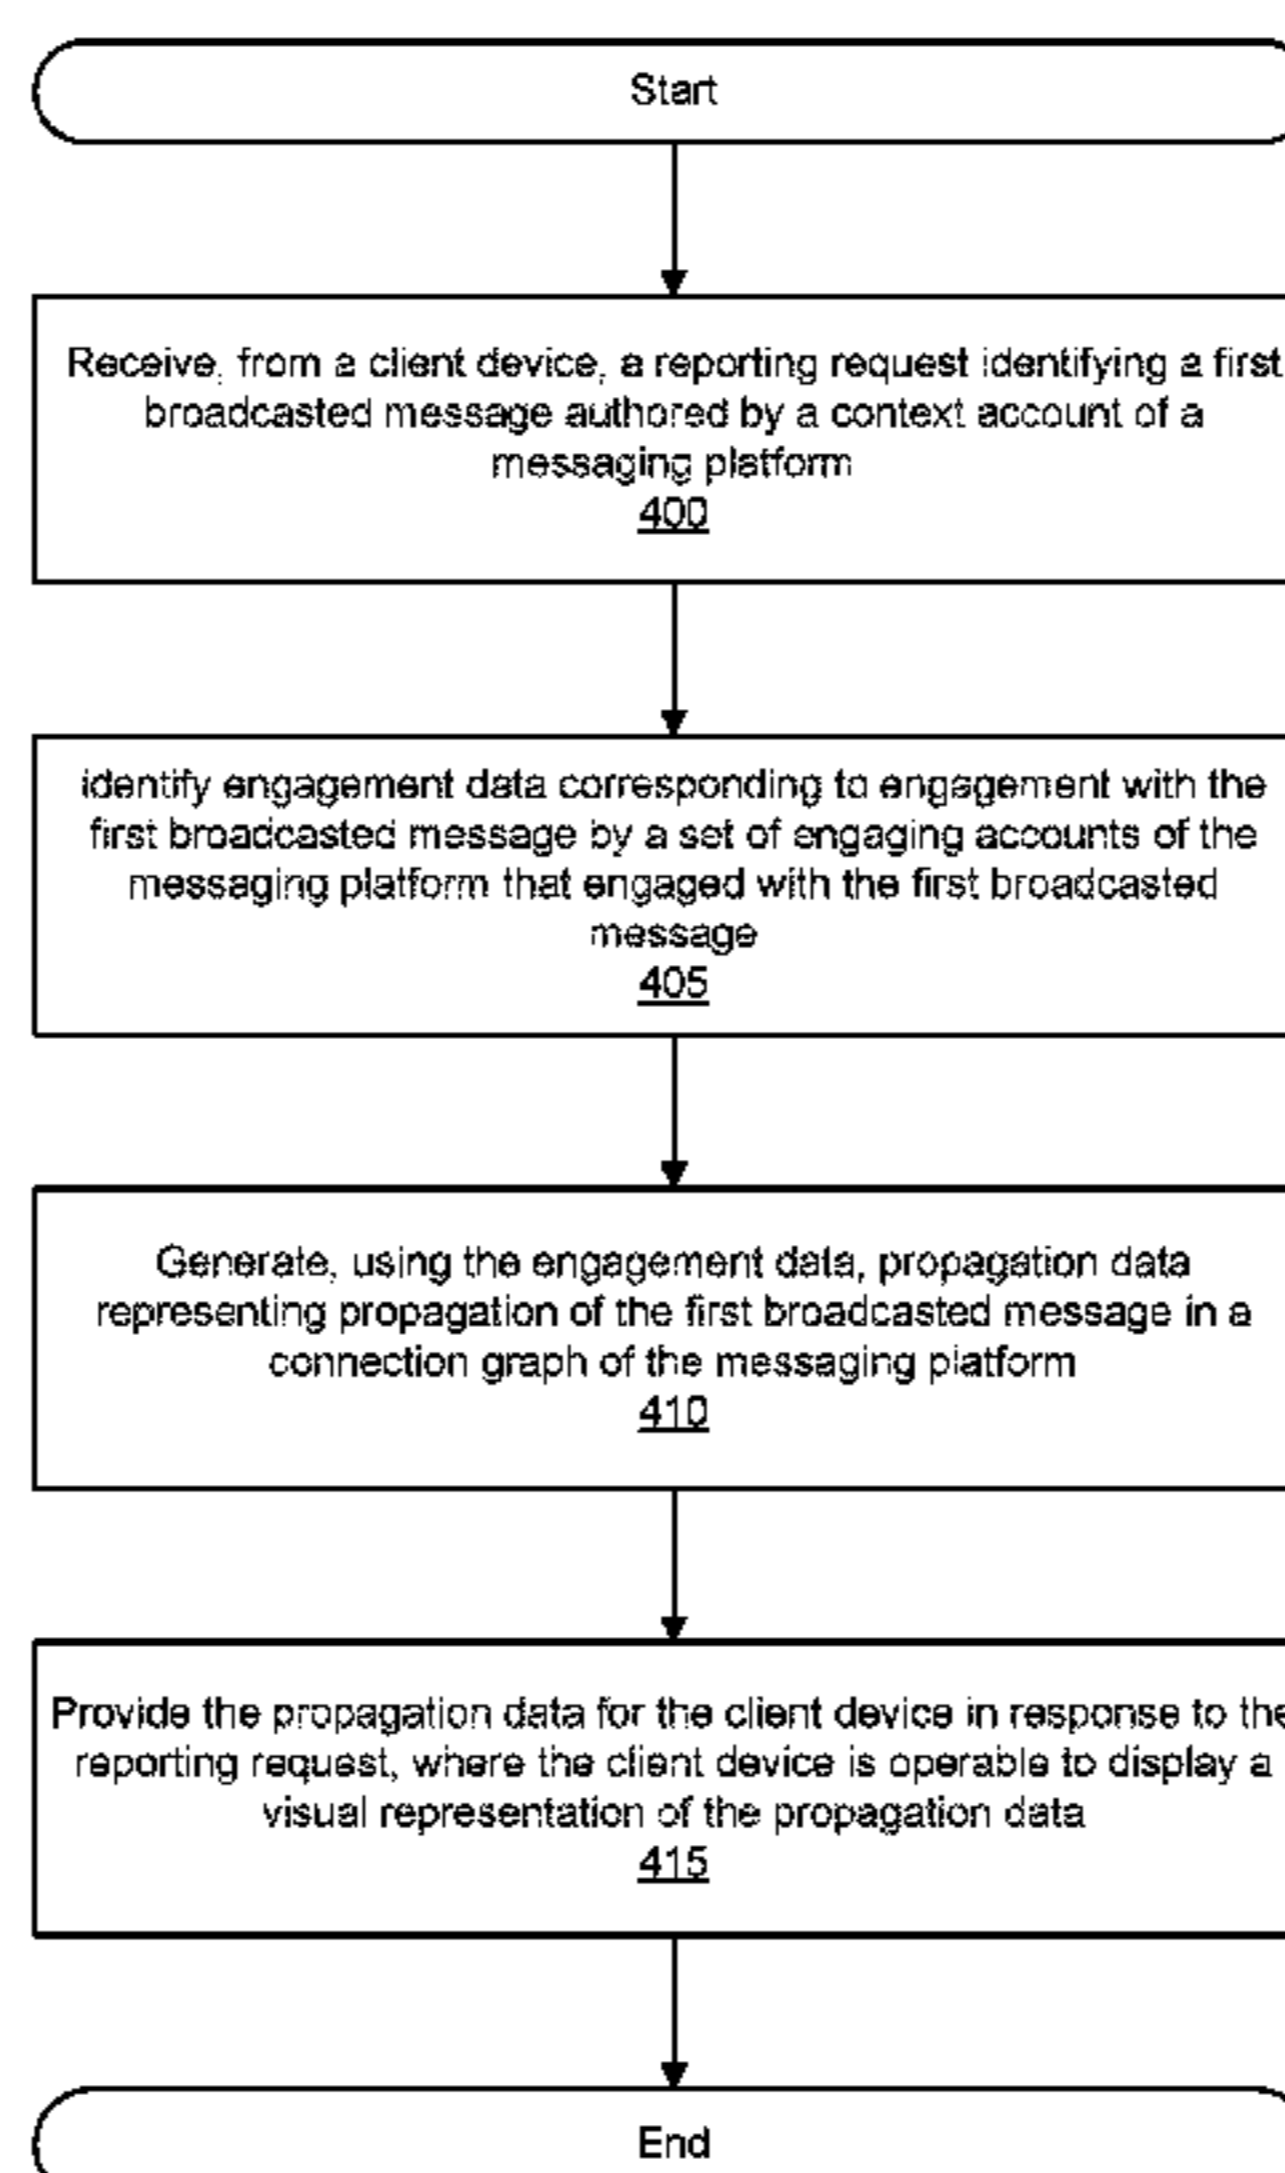 Start
Receive, from a client device, a reporting request identifying a first
broadcasted message authored by a context account of a
messaging platform
400
identify engagement data corresponding to engagement with the
first broadcasted message by a set of engaging accounts of the
messaging platform that engaged with the first broadcasted
message
405
Generate, using the engagement data, propagation data
representing propagation of the first broadcasted message in a
connection graph of the messaging platform
410
Provide the propagation data for the client device in response to the
reporting request, where the client device is operable to display a
visual representation of the propagation data
415
End